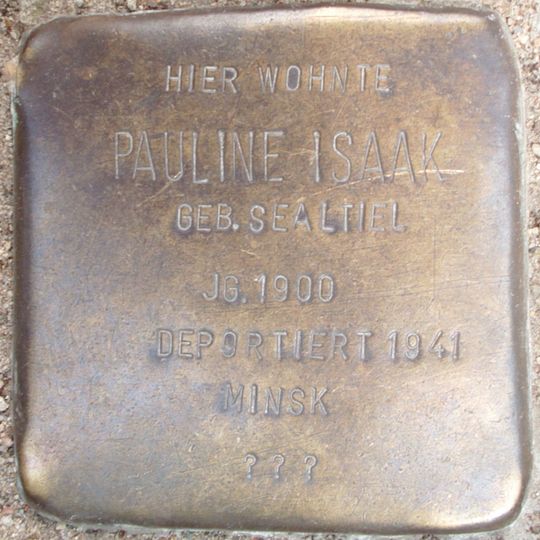 HIER WOHNTE
PAULINE ISAAK
GEB. SEALTIEL
JG. 1900
DEPORTIERT 1941
MINSK
? ? ?